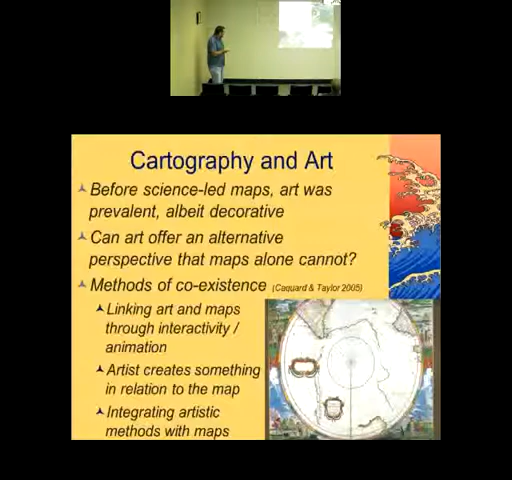 Cartography and Art
Before science-led maps, art was
prevalent, albeit decorative
Can art offer an alternative
perspective that maps alone cannot?
Methods of co-existence (Caquard & Taylor 2005)
Linking art and maps
through interactivity /
animation
Artist creates something
in relation to the map
Integrating artistic
methods with maps